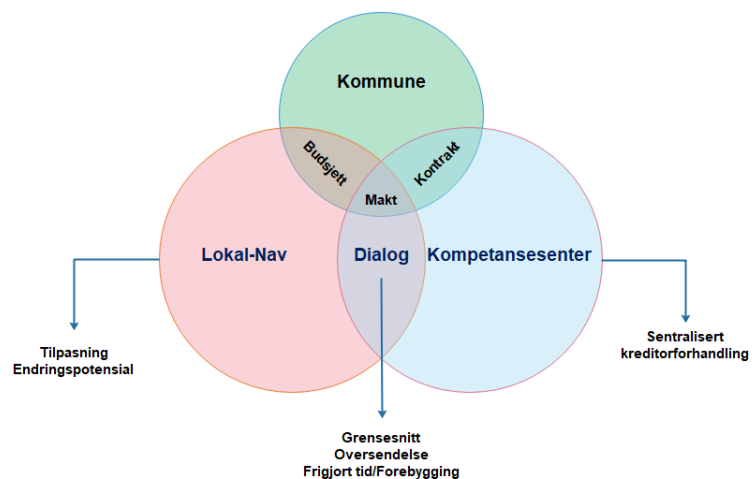 Kommune
Budsjett
Kontrakt
Makt
Lokal-Nav
Dialog
Kompetansesenter
Tilpasning
Endringspotensial
Sentralisert
kreditorforhandling
Grensesnitt
Oversendelse
Frigjort tid/Forebygging